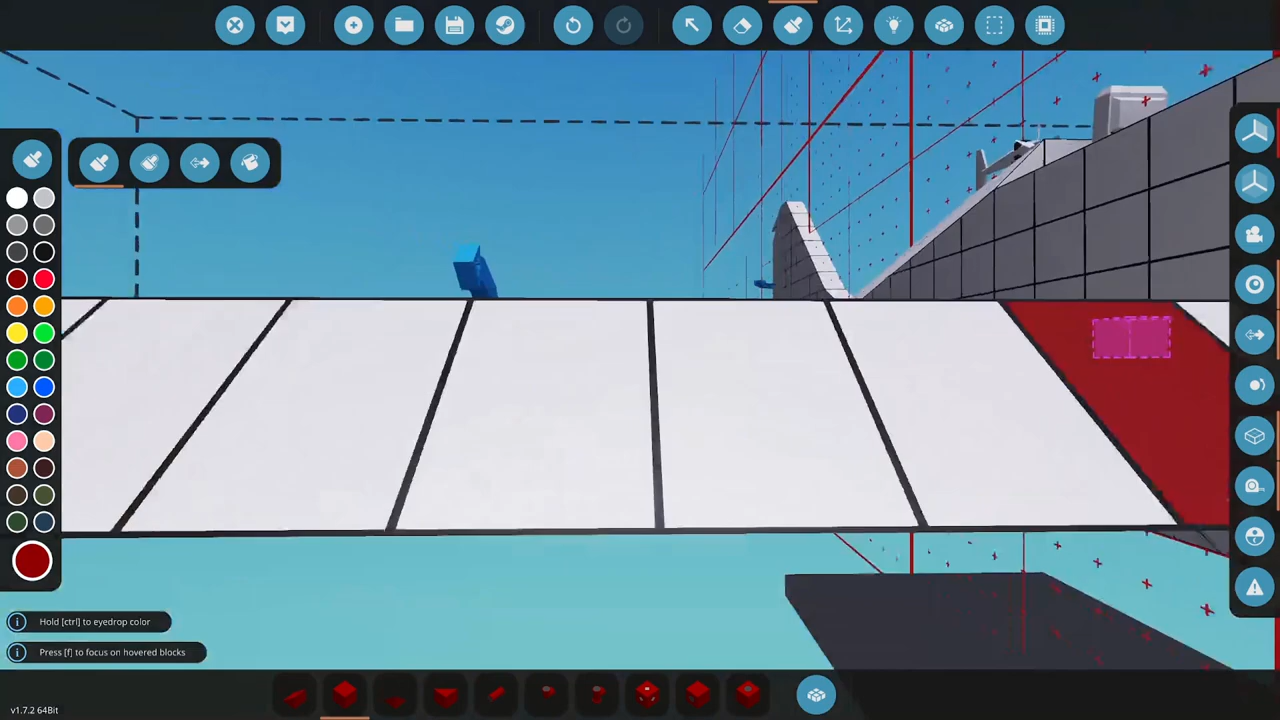 Hold [ctrl] to eyedrop color
Press [f] to focus on hovered blocks
v1.7.2 64Bit